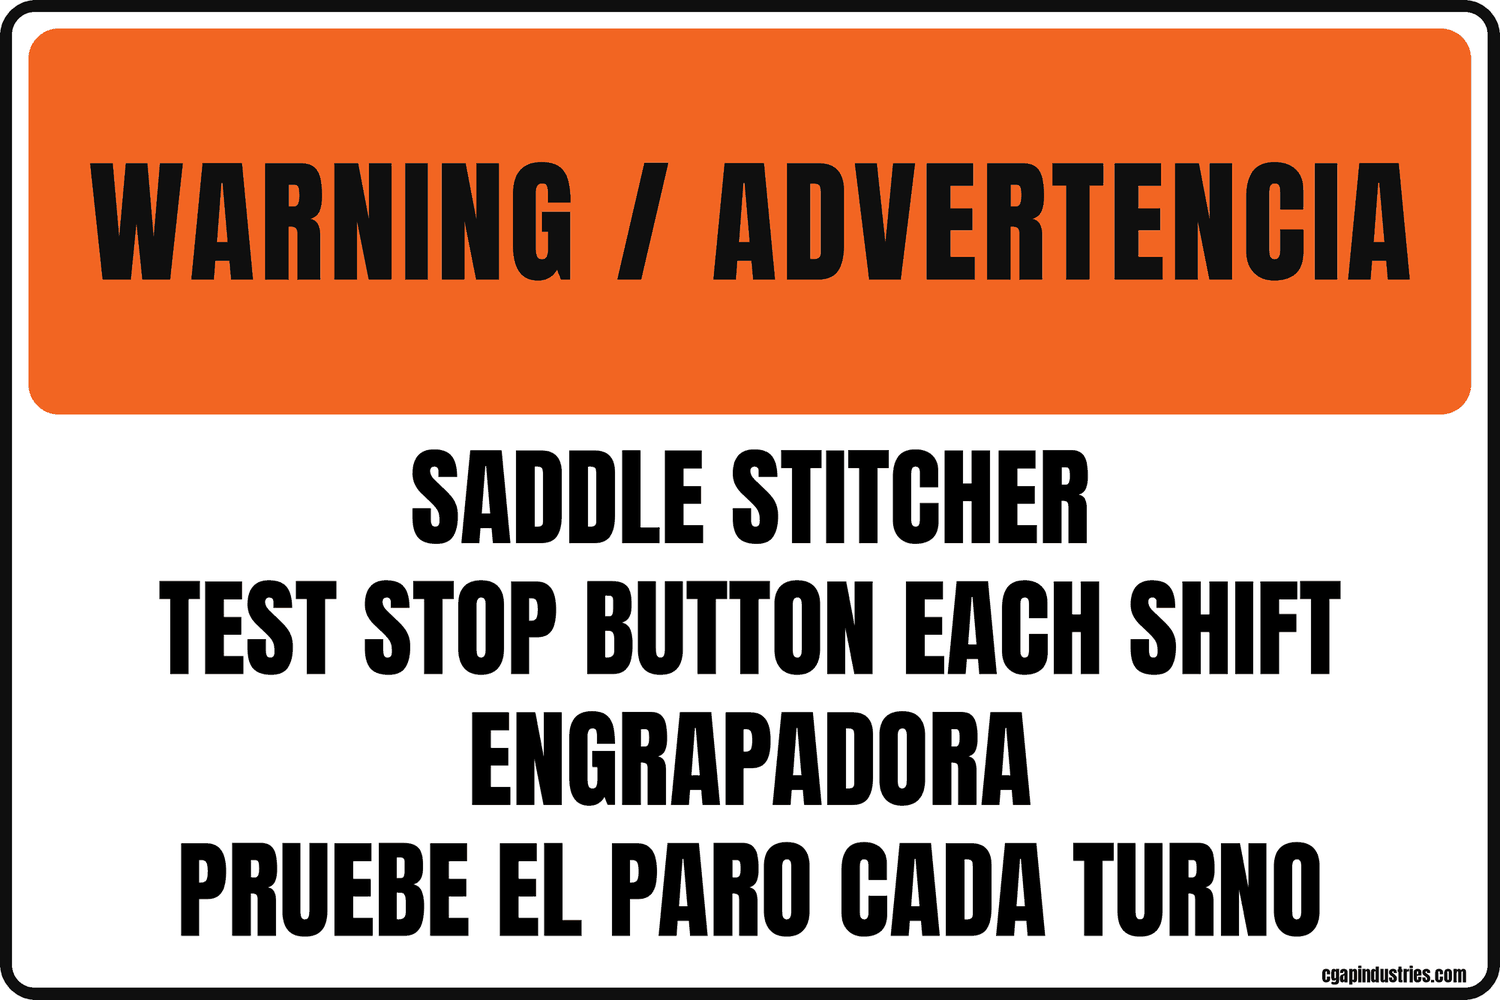 WARNING / ADVERTENCIA
SADDLE STITCHER
TEST STOP BUTTON EACH SHIFT
ENGRAPADORA
PRUEBE EL PARO CADA TURNO
cgapindustries.com